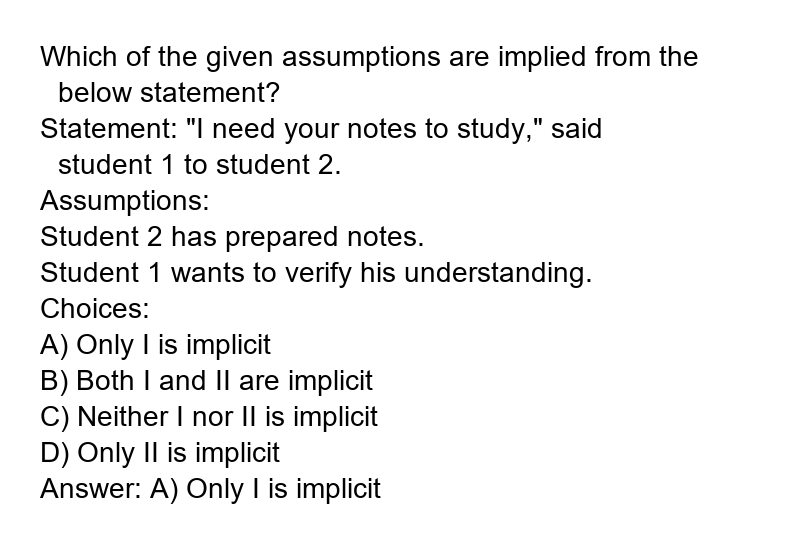 Which of the given assumptions are implied from the
below statement?
Statement: "I need your notes to study," said
student 1 to student 2.
Assumptions:
Student 2 has prepared notes.
Student 1 wants to verify his understanding.
Choices:
A) Only I is implicit
B) Both I and II are implicit
C) Neither I nor II is implicit
D) Only II is implicit
Answer: A) Only I is implicit